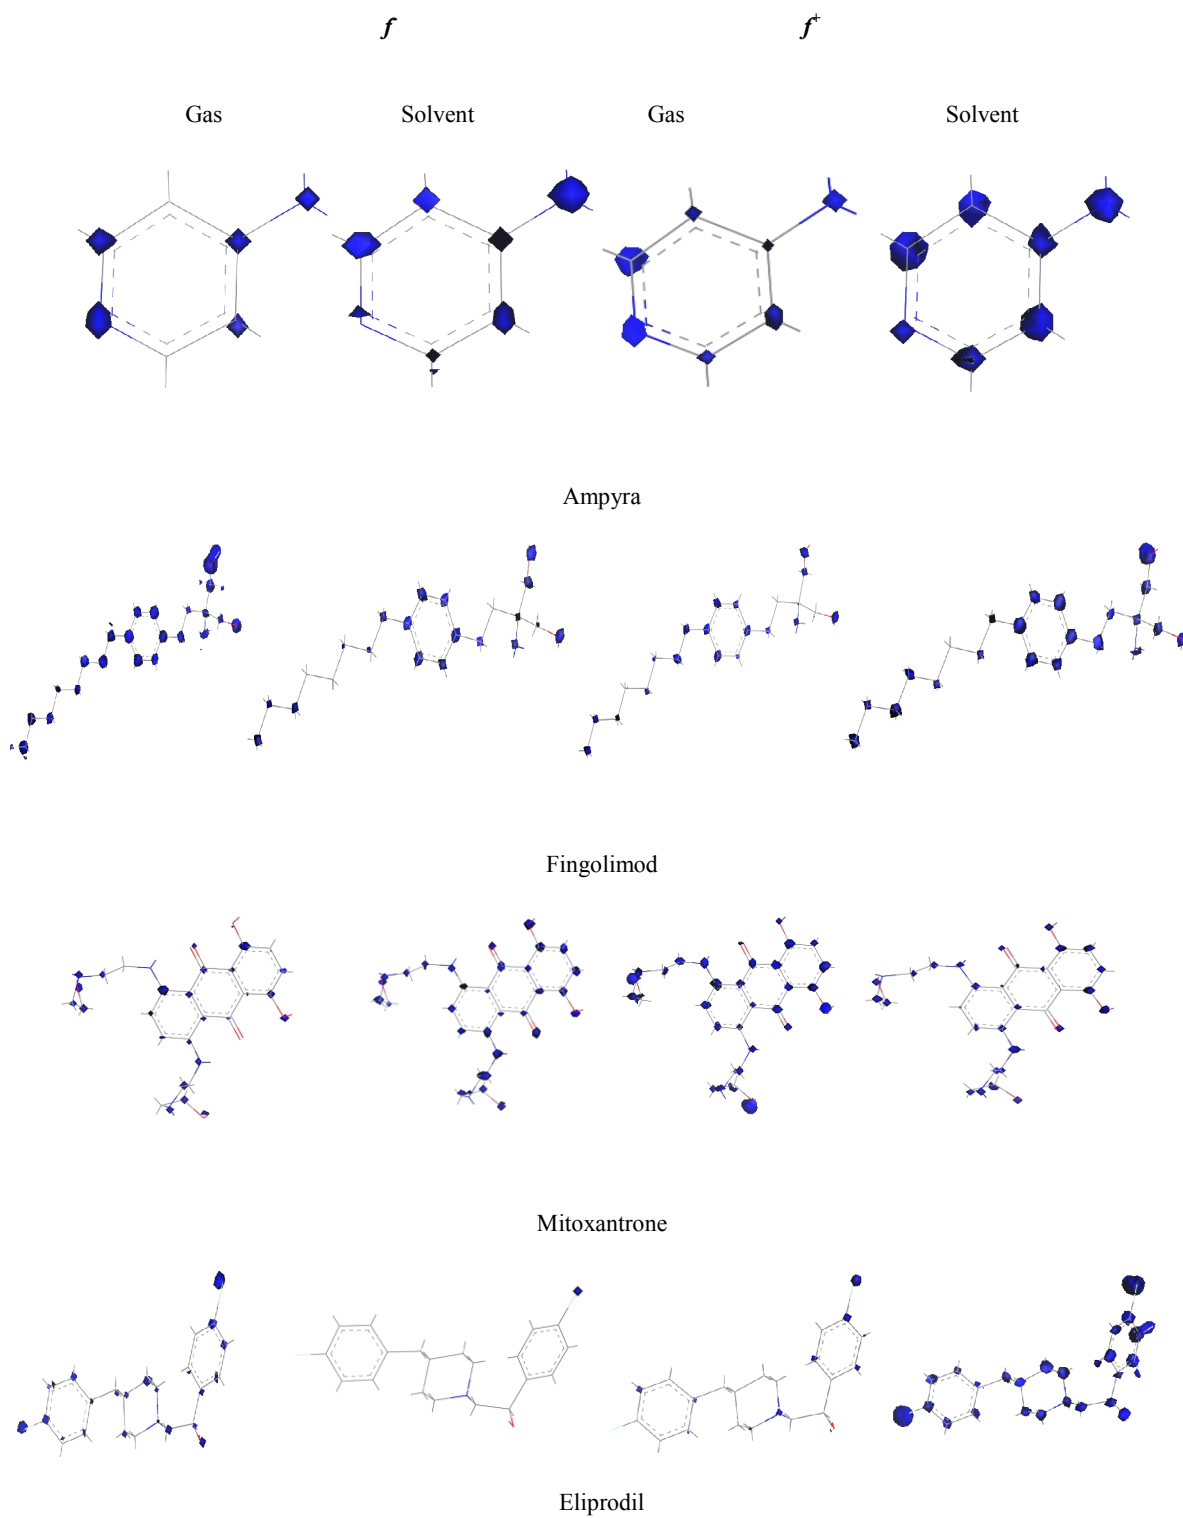 f f⁺
Gas Solvent Gas Solvent
Ampyra
Fingolimod
Mitoxantrone
Eliprodil